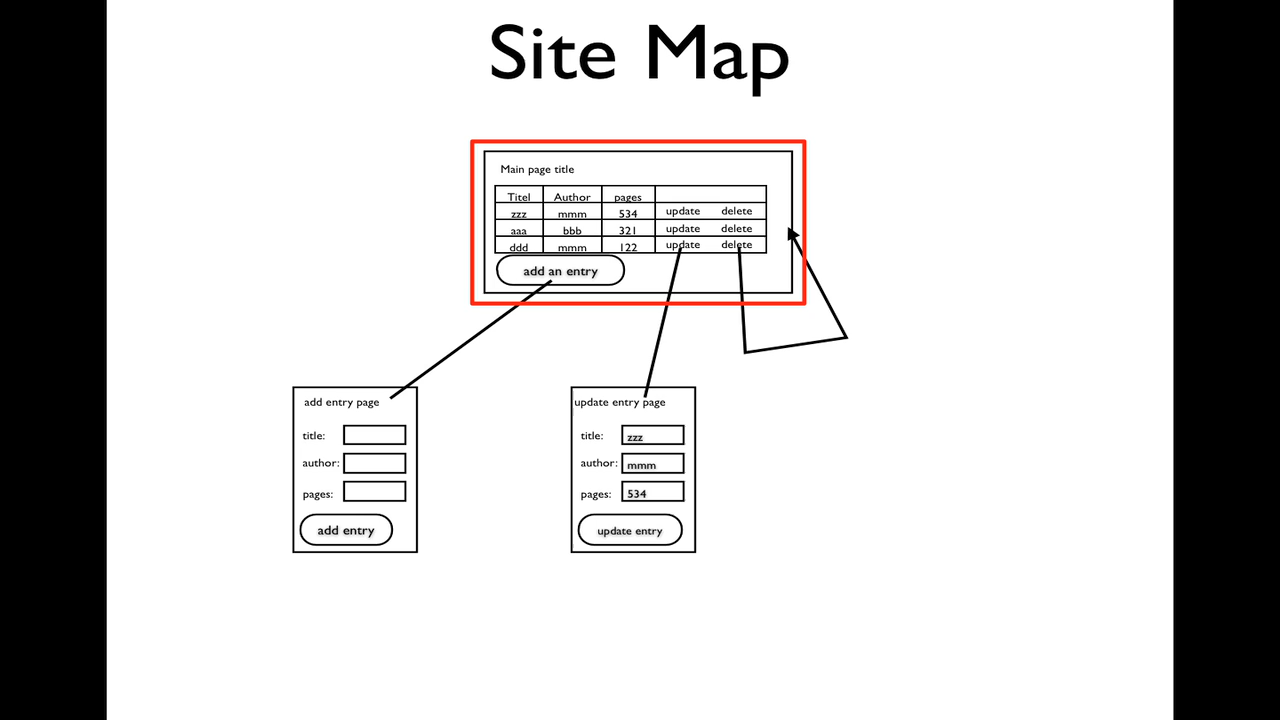 Site Map
Main page title
Titel Author pages
zzz mmm 534 update delete
aaa bbb 321 update delete
ddd mmm 122 update delete
add an entry
add entry page
title:
author:
pages:
add entry
update entry page
title: zzz
author: mmm
pages: 534
update entry